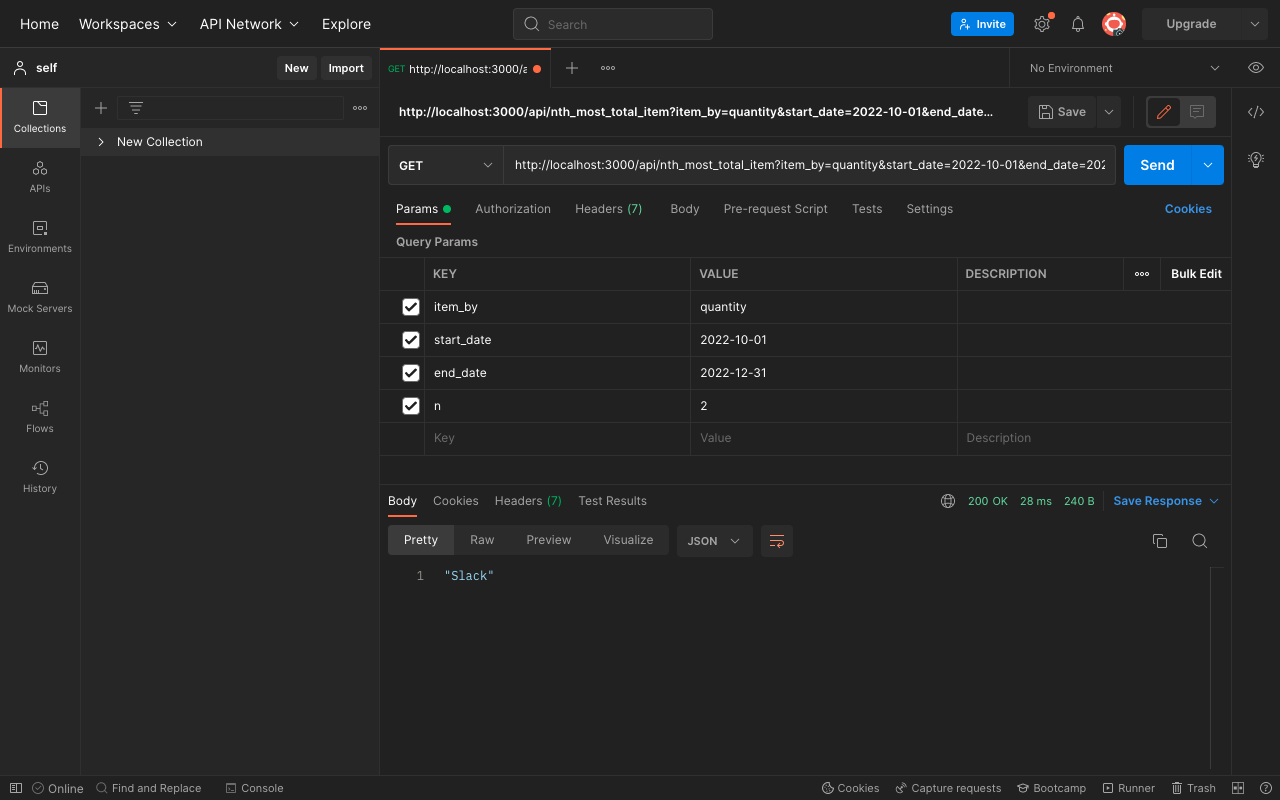 Home Workspaces API Network Explore Search Invite Upgrade
self New Import GET http://localhost:3000/a No Environment
Collections
APIs
Environments
Mock Servers
Monitors
Flows
History
New Collection
http://localhost:3000/api/nth_most_total_item?item_by=quantity&start_date=2022-10-01&end_date... Save
GET http://localhost:3000/api/nth_most_total_item?item_by=quantity&start_date=2022-10-01&end_date=202 Send
Params Authorization Headers (7) Body Pre-request Script Tests Settings Cookies
Query Params
KEY VALUE DESCRIPTION Bulk Edit
item_by quantity
start_date 2022-10-01
end_date 2022-12-31
n 2
Key Value Description
Body Cookies Headers (7) Test Results 200 OK 28 ms 240 B Save Response
Pretty Raw Preview Visualize JSON
1 "Slack"
Online Find and Replace Console Cookies Capture requests Bootcamp Runner Trash